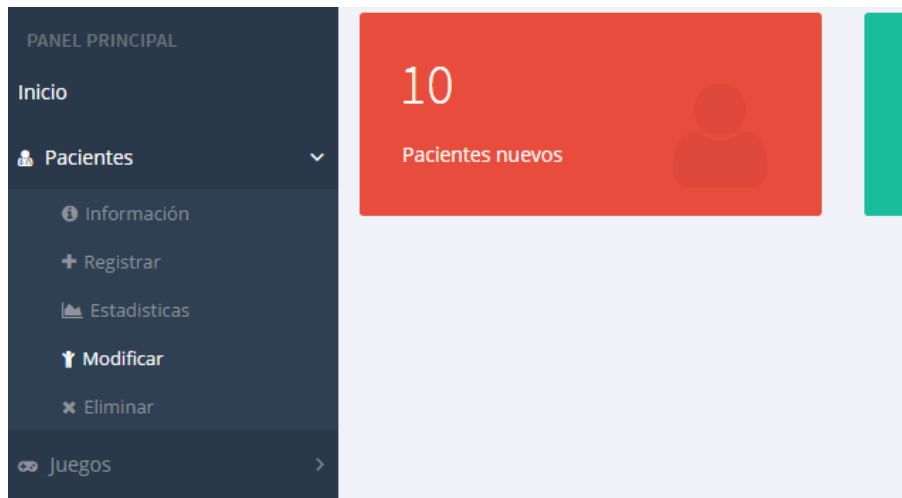 PANEL PRINCIPAL
Inicio
Pacientes
Información
Registrar
Estadisticas
Modificar
Eliminar
Juegos
10
Pacientes nuevos